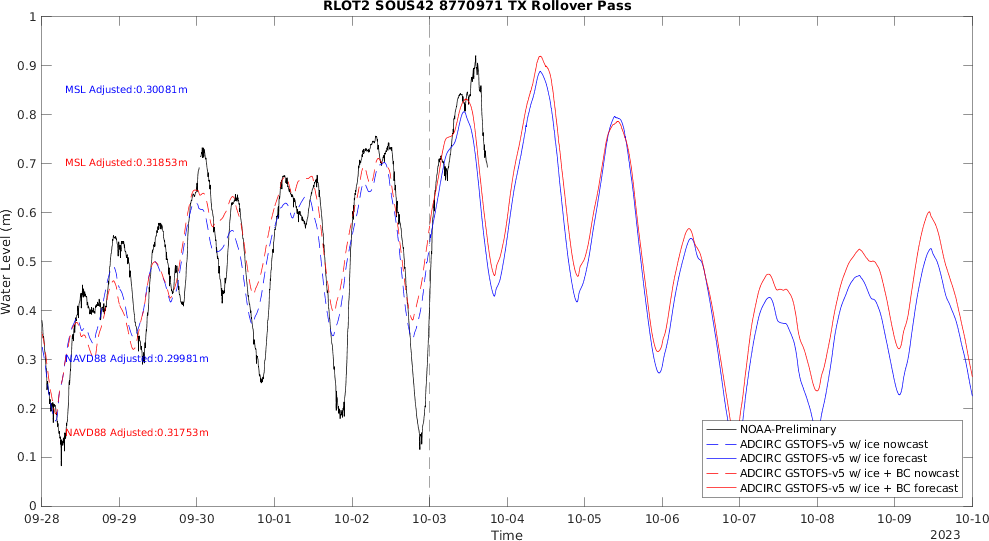 RLOT2 SOUS42 8770971 TX Rollover Pass
1
0.9
0.8
0.7
0.6
0.5
0.4
0.3
0.2
0.1
0
Water Level (m)
MSL Adjusted:0.30081m
MSL Adjusted:0.31853m
NAVD88 Adjusted:0.29981m
NAVD88 Adjusted:0.31753m
NOAA-Preliminary
ADCIRC GSTOFS-v5 w/ ice nowcast
ADCIRC GSTOFS-v5 w/ ice forecast
ADCIRC GSTOFS-v5 w/ ice + BC nowcast
ADCIRC GSTOFS-v5 w/ ice + BC forecast
09-28 09-29 09-30 10-01 10-02 10-03 10-04 10-05 10-06 10-07 10-08 10-09 10-10
Time
2023